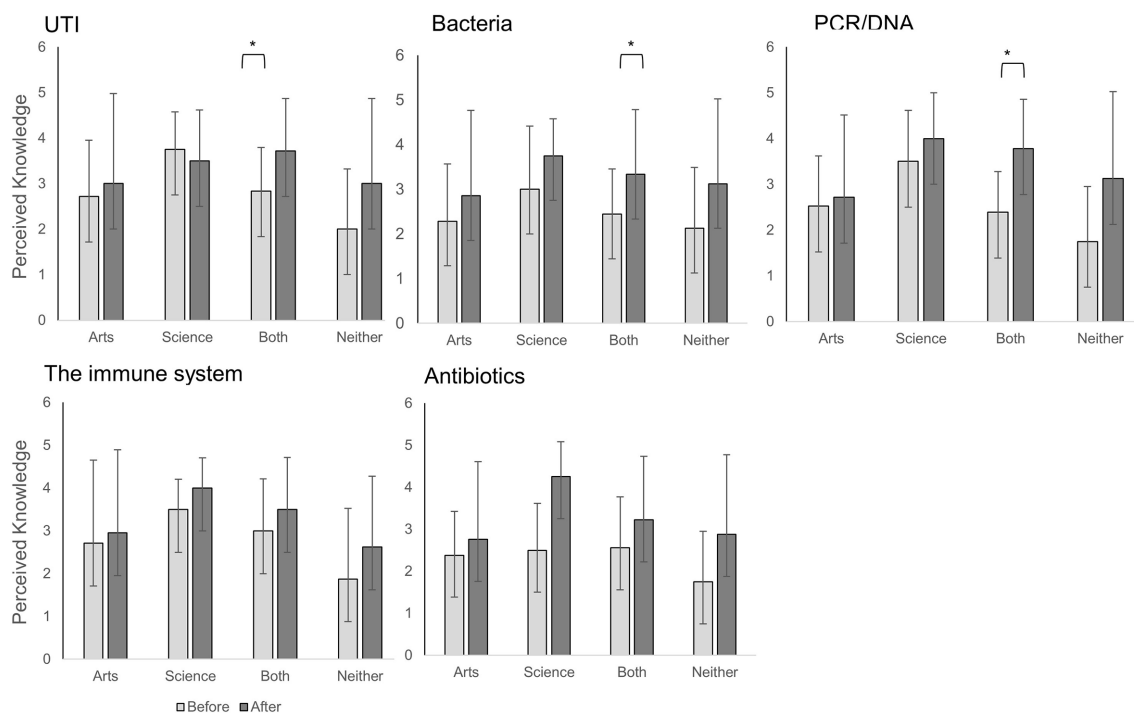 UTI
*
6
5
4
3
2
1
0
Perceived Knowledge
Arts Science Both Neither
Bacteria
*
6
5
4
3
2
1
0
Arts Science Both Neither
PCR/DNA
*
6
5
4
3
2
1
0
Arts Science Both Neither
The immune system
6
5
4
3
2
1
0
Perceived Knowledge
Arts Science Both Neither
Antibiotics
6
5
4
3
2
1
0
Arts Science Both Neither
Before After